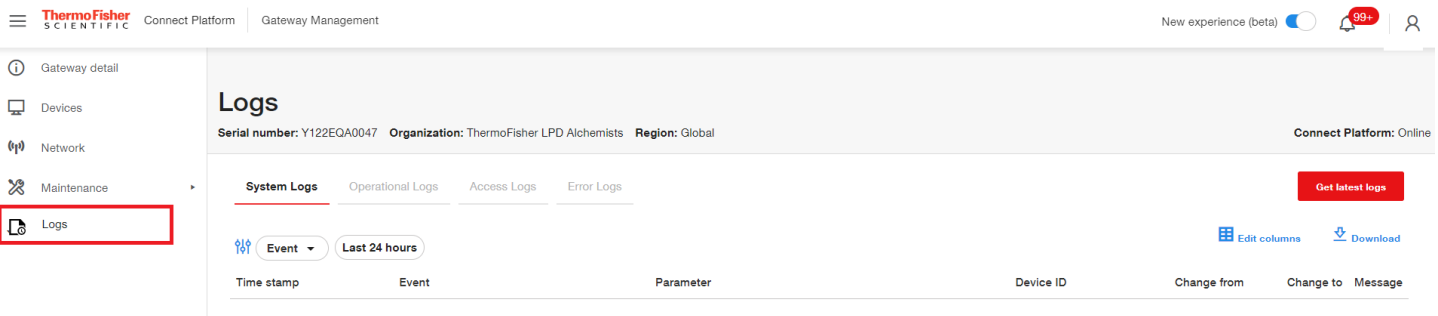 ThermoFisher
SCIENTIFIC
Connect Platform
Gateway Management
New experience (beta)
99+
Gateway detail
Devices
Network
Maintenance
Logs
Logs
Serial number: Y122EQA0047 Organization: ThermoFisher LPD Alchemists Region: Global
Connect Platform: Online
System Logs Operational Logs Access Logs Error Logs
Get latest logs
Event Last 24 hours
Edit columns Download
Time stamp Event Parameter Device ID Change from Change to Message